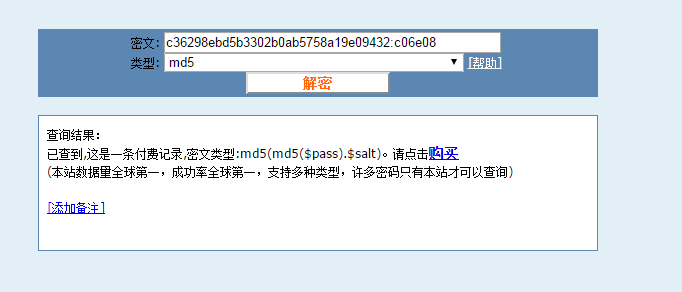 密文: c36298ebd5b3302b0ab5758a19e09432:c06e08
类型: md5 [帮助]
解密
查询结果:
已查到,这是一条付费记录,密文类型:md5(md5($pass).$salt)。请点击购买
(本站数据量全球第一，成功率全球第一，支持多种类型，许多密码只有本站才可以查询)
[添加备注]